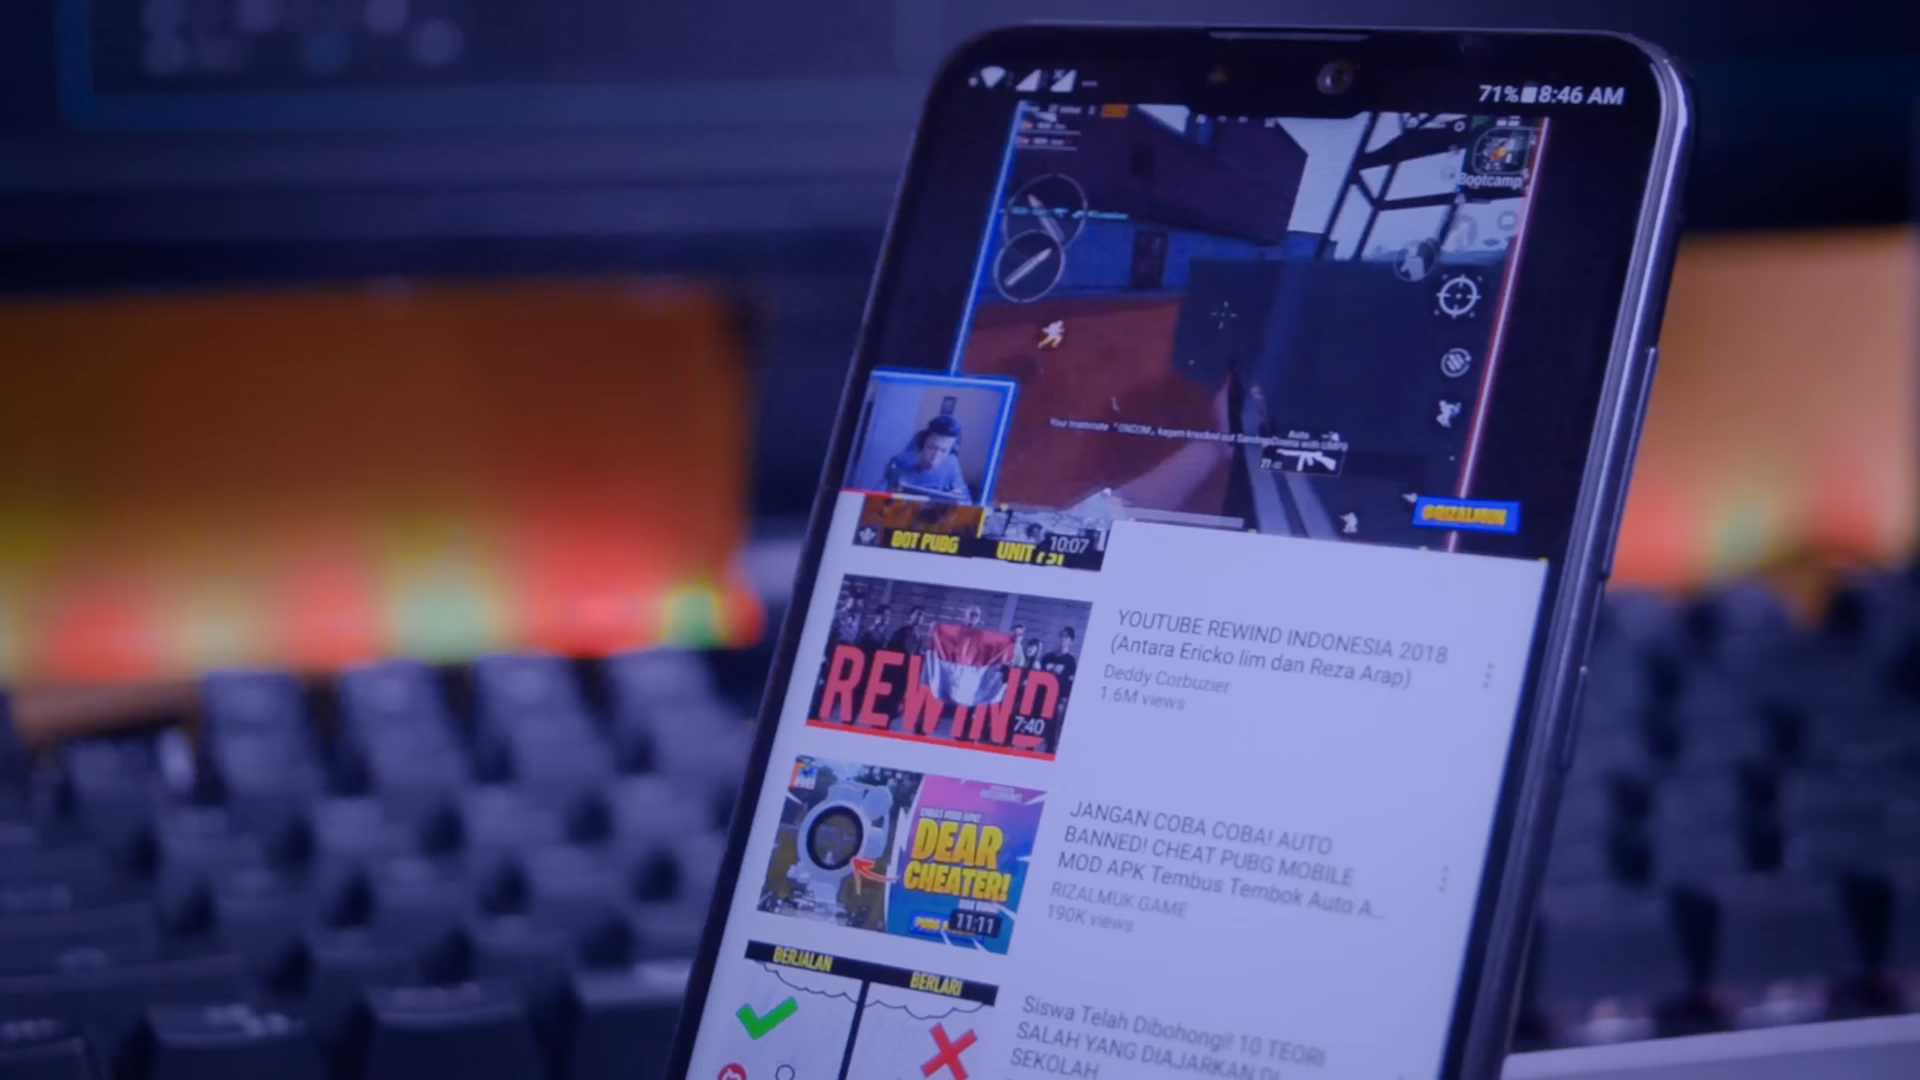 71% 8:46 AM
Bootcamp
Auto
@RIZALMUK
BOT PUBG
UNIT
10:07
REWIND
7:40
YOUTUBE REWIND INDONESIA 2018
(Antara Ericko lim dan Reza Arap)
Deddy Corbuzier
1.6M views
DEAR
CHEATER!
11:11
JANGAN COBA COBA! AUTO
BANNED! CHEAT PUBG MOBILE
MOD APK Tembus Tembok Auto A...
RIZALMUK GAME
190K views
BERJALAN
BERLARI
Siswa Telah Dibohongi! 10 TEORI
SALAH YANG DIAJARKAN DI
SEKOLAH